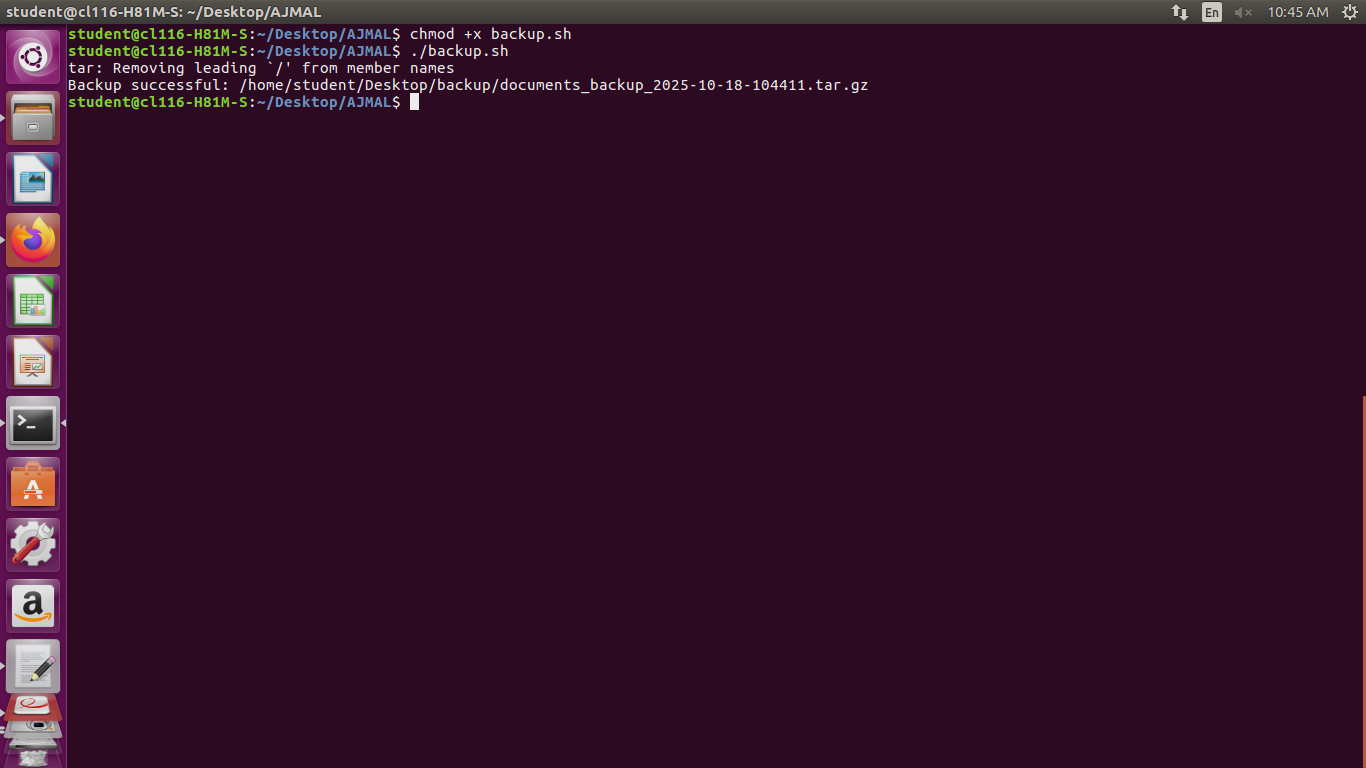 student@cl116-H81M-S: ~/Desktop/AJMAL
En
10:45 AM
student@cl116-H81M-S:~/Desktop/AJMAL$ chmod +x backup.sh
student@cl116-H81M-S:~/Desktop/AJMAL$ ./backup.sh
tar: Removing leading `/' from member names
Backup successful: /home/student/Desktop/backup/documents_backup_2025-10-18-104411.tar.gz
student@cl116-H81M-S:~/Desktop/AJMAL$